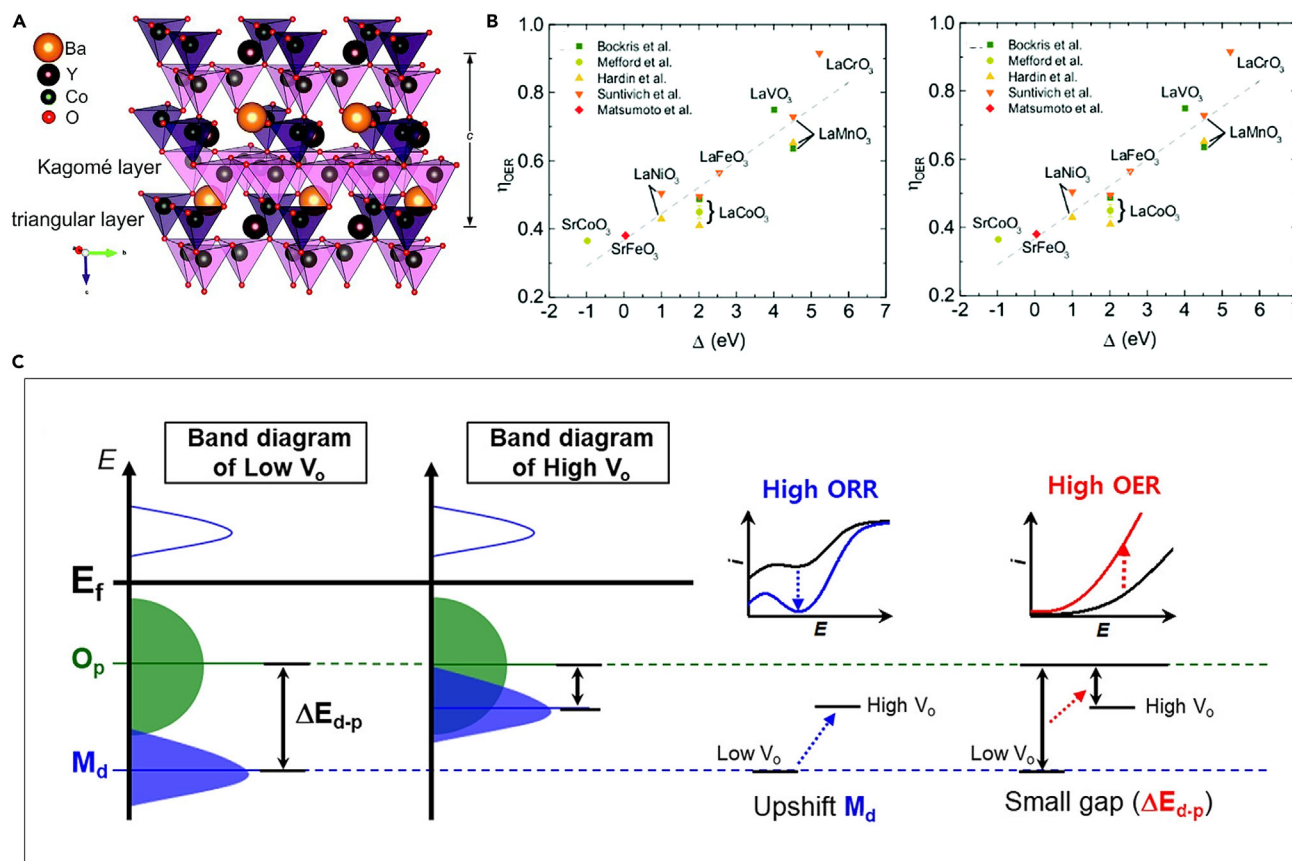 A
Ba
Y
Co
O
Kagomé layer
triangular layer
c
b
c
B
Bockris et al.
Mefford et al.
Hardin et al.
Suntivich et al.
Matsumoto et al.
LaCrO3
LaVO3
LaMnO3
LaFeO3
LaNiO3
LaCoO3
SrCoO3
SrFeO3
ηOER
1.0
0.8
0.6
0.4
0.2
-2 -1 0 1 2 3 4 5 6 7
Δ (eV)
Bockris et al.
Mefford et al.
Hardin et al.
Suntivich et al.
Matsumoto et al.
LaCrO3
LaVO3
LaMnO3
LaFeO3
LaNiO3
LaCoO3
SrCoO3
SrFeO3
1.0
0.8
0.6
0.4
0.2
-2 -1 0 1 2 3 4 5 6 7
Δ (eV)
C
E
Band diagram
of Low Vo
Band diagram
of High Vo
Ef
Op
Md
ΔEd-p
High ORR
i
E
High Vo
Low Vo
Upshift Md
High OER
i
E
High Vo
Low Vo
Small gap (ΔEd-p)